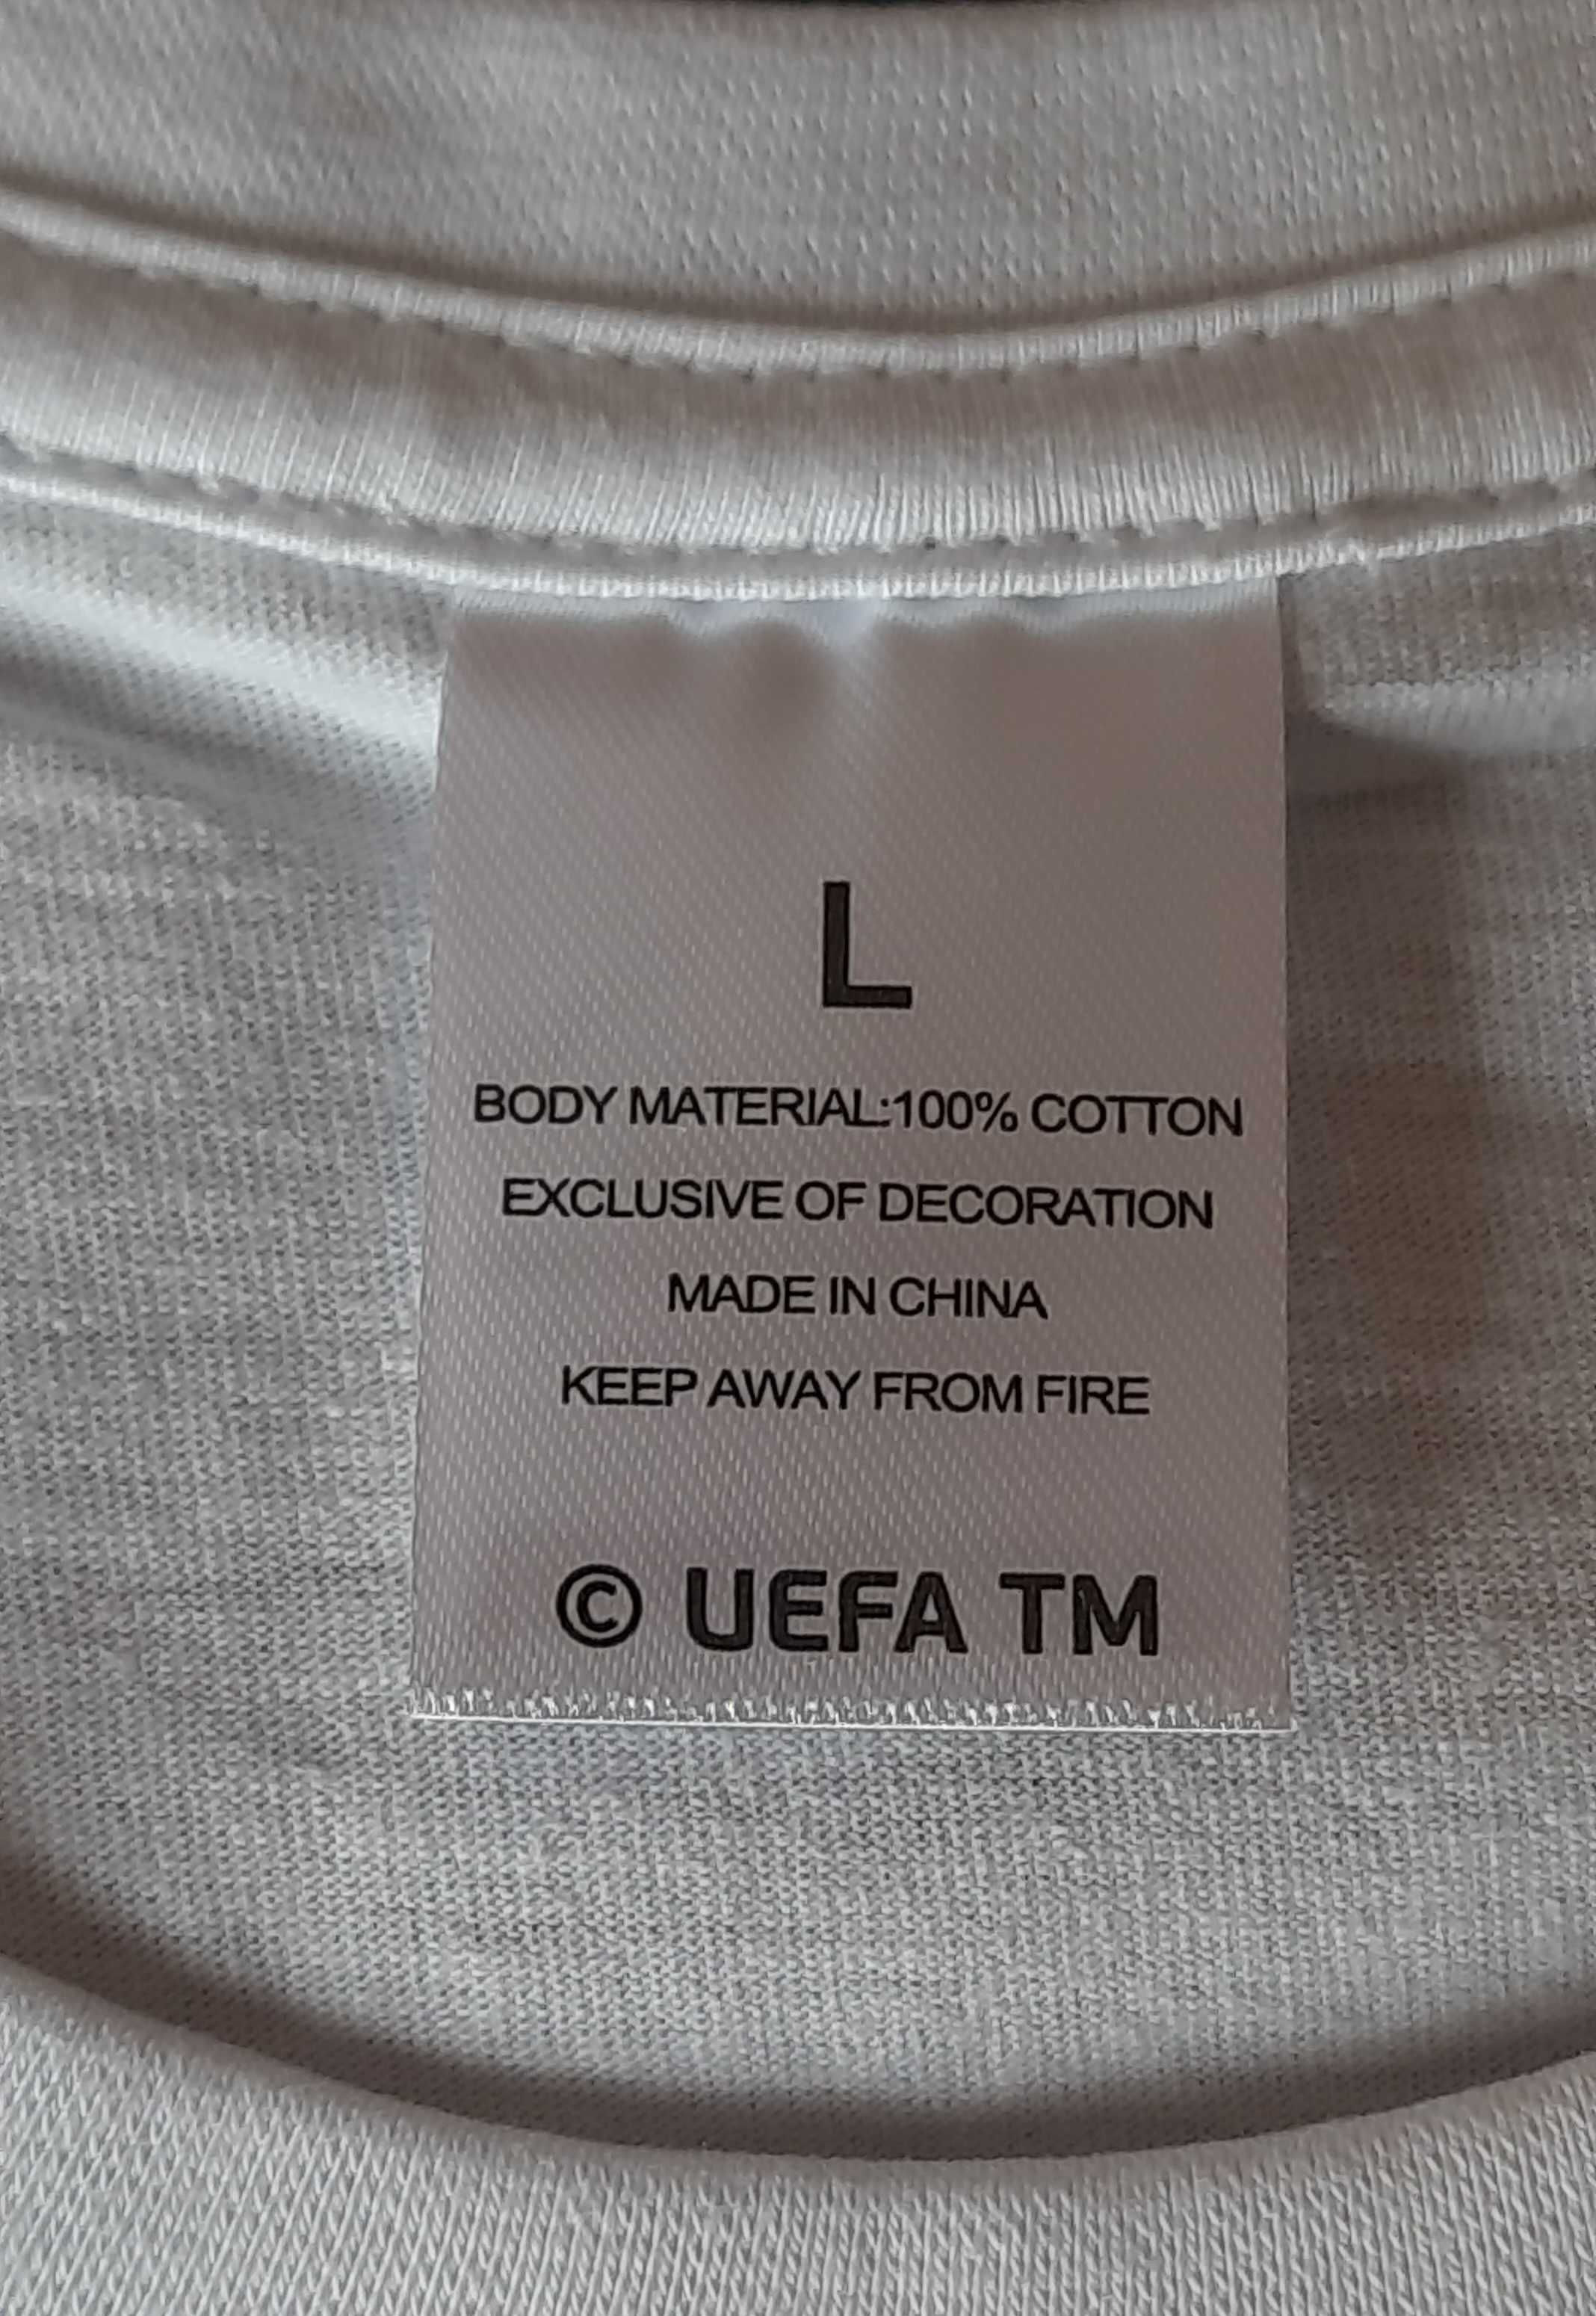 L
BODY MATERIAL:100% COTTON
EXCLUSIVE OF DECORATION
MADE IN CHINA
KEEP AWAY FROM FIRE
© UEFA TM